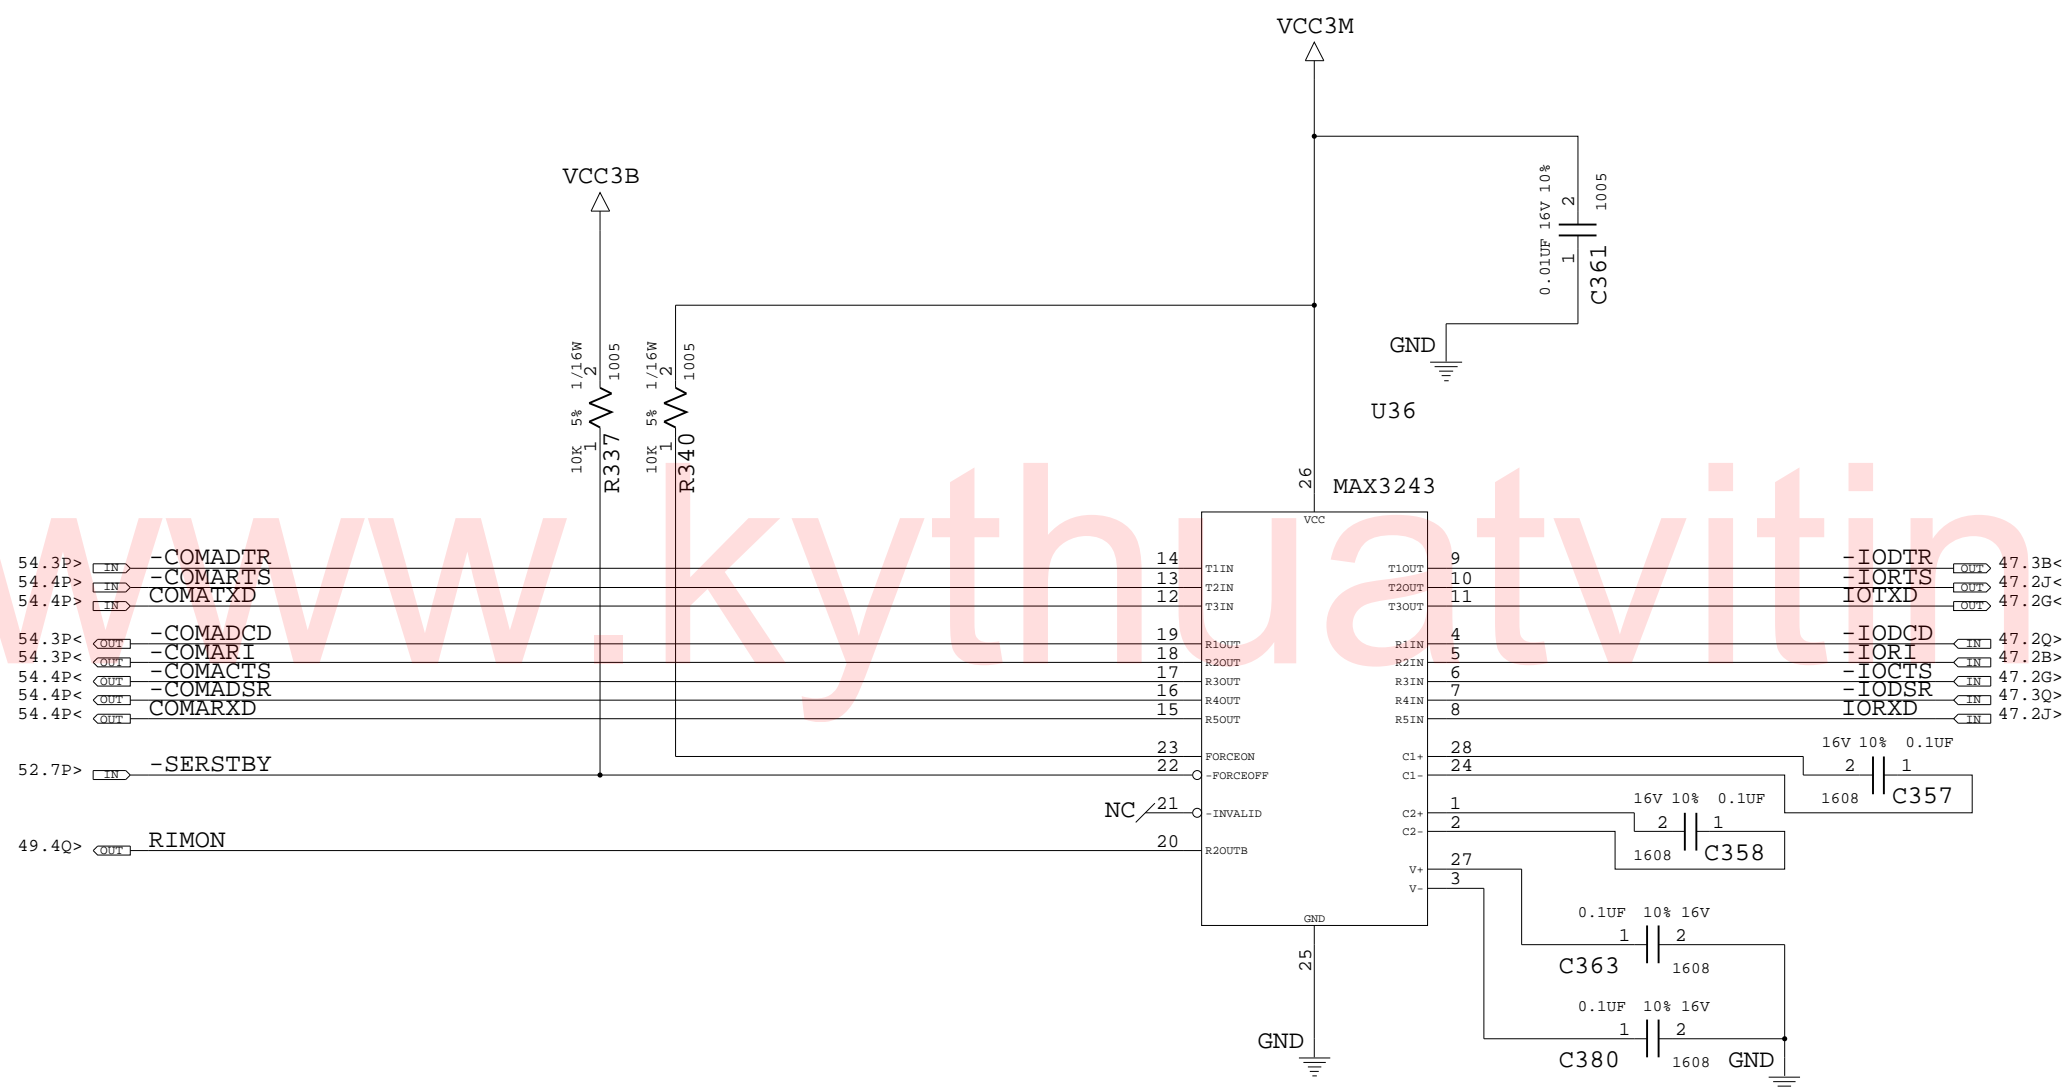 VCC3M
VCC3B
0.01UF 16V 10%
2
1
1005
C361
GND
10K 5% 1/16W
2
1
1005
R337
10K 5% 1/16W
2
1
1005
R340
U36
MAX3243
26
VCC
www.kythuatvitin
54.3P> IN -COMADTR 14 T1IN T1OUT 9 -IODTR OUT 47.3B<
54.4P> IN -COMARTS 13 T2IN T2OUT 10 -IORTS OUT 47.2J<
54.4P> IN COMATXD 12 T3IN T3OUT 11 IOTXD OUT 47.2G<
54.3P< OUT -COMADCD 19 R1OUT R1IN 4 -IODCD IN 47.2Q>
54.3P< OUT -COMARI 18 R2OUT R2IN 5 -IORI IN 47.2B>
54.4P< OUT -COMACTS 17 R3OUT R3IN 6 -IOCTS IN 47.2G>
54.4P< OUT -COMADSR 16 R4OUT R4IN 7 -IODSR IN 47.3Q>
54.4P< OUT COMARXD 15 R5OUT R5IN 8 IORXD IN 47.2J>
23 FORCEON C1+ 28
52.7P> IN -SERSTBY 22 -FORCEOFF C1- 24
16V 10% 0.1UF
2 1
1608 C357
NC 21 -INVALID C2+ 1
C2- 2
16V 10% 0.1UF
2 1
1608 C358
49.4Q> OUT RIMON 20 R2OUTB
V+ 27
V- 3
GND
25
GND
0.1UF 10% 16V
1 2
C363 1608
0.1UF 10% 16V
1 2
C380 1608
GND